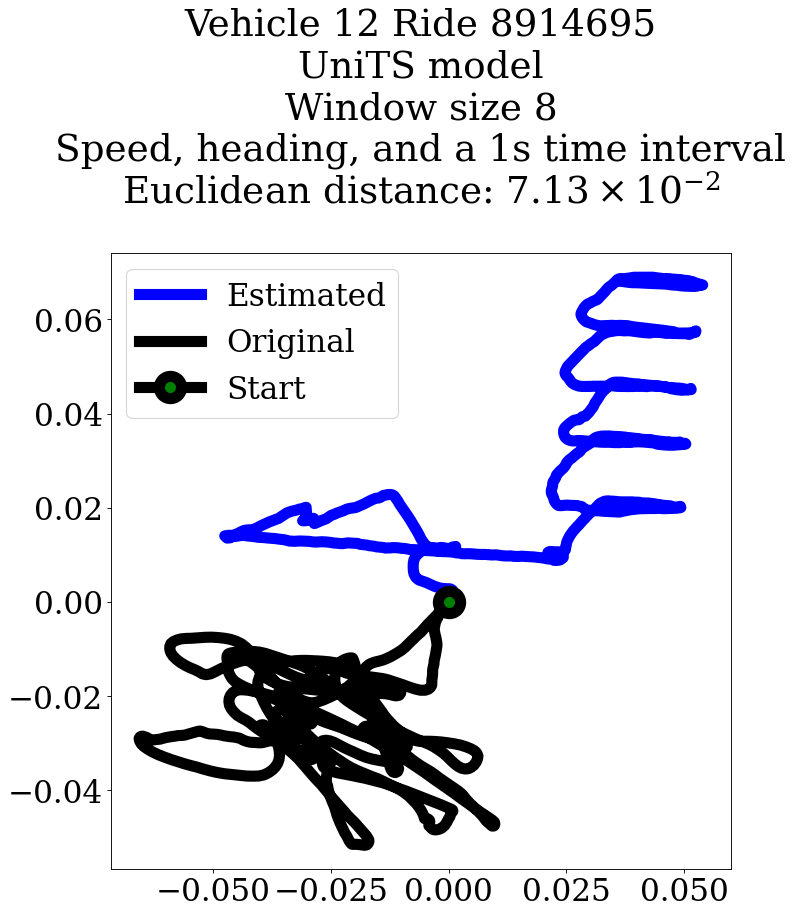 Vehicle 12 Ride 8914695
UniTS model
Window size 8
Speed, heading, and a 1s time interval
Euclidean distance: 7.13 × 10⁻²
Estimated
Original
Start
0.06
0.04
0.02
0.00
−0.02
−0.04
−0.050 −0.025 0.000 0.025 0.050